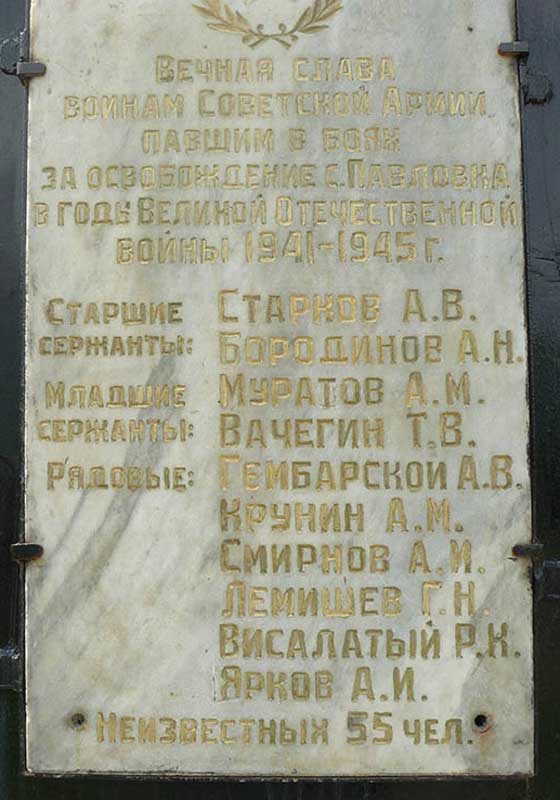 Вечная слава
воинам Советской Армии
павшим в боях
за освобождение с. Павловка
в годы Великой Отечественной
войны 1941-1945 г.
Старшие Старков А.В.
сержанты: Бородинов А.Н.
Младшие Муратов А.М.
сержанты: Вачегин Т.В.
Рядовые: Гембарской А.В.
Крунин А.М.
Смирнов А.И.
Лемишев Г.Н.
Висалатый Р.К.
Ярков А.И.
Неизвестных 55 чел.